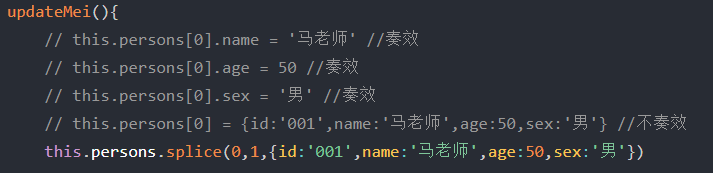 updateMei(){
// this.persons[0].name = '马老师' //奏效
// this.persons[0].age = 50 //奏效
// this.persons[0].sex = '男' //奏效
// this.persons[0] = {id:'001',name:'马老师',age:50,sex:'男'} //不奏效
this.persons.splice(0,1,{id:'001',name:'马老师',age:50,sex:'男'})